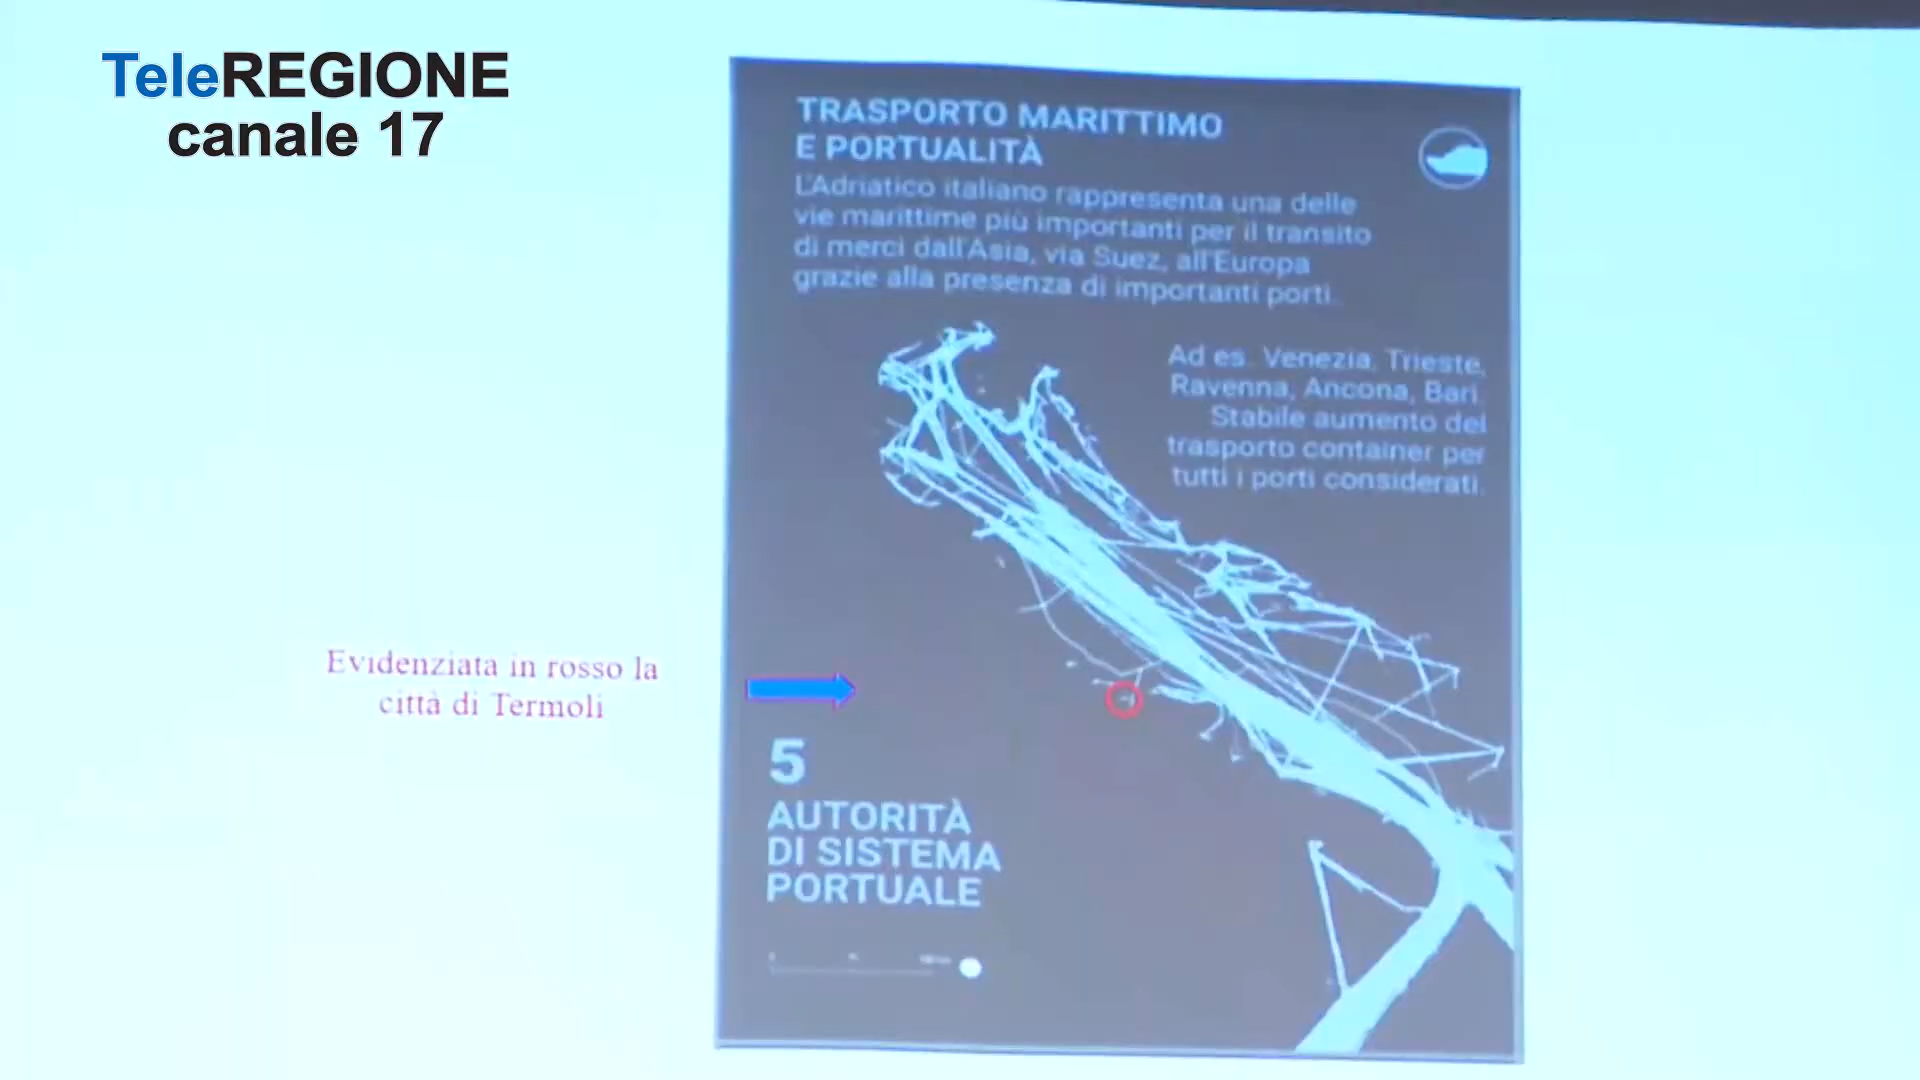 TeleREGIONE
canale 17
TRASPORTO MARITTIMO
E PORTUALITÀ
L'Adriatico italiano rappresenta una delle
vie marittime più importanti per il transito
di merci dall'Asia, via Suez, all'Europa
grazie alla presenza di importanti porti.
Ad es. Venezia, Trieste,
Ravenna, Ancona, Bari.
Stabile aumento del
trasporto container per
tutti i porti considerati.
Evidenziata in rosso la
città di Termoli
5
AUTORITÀ
DI SISTEMA
PORTUALE